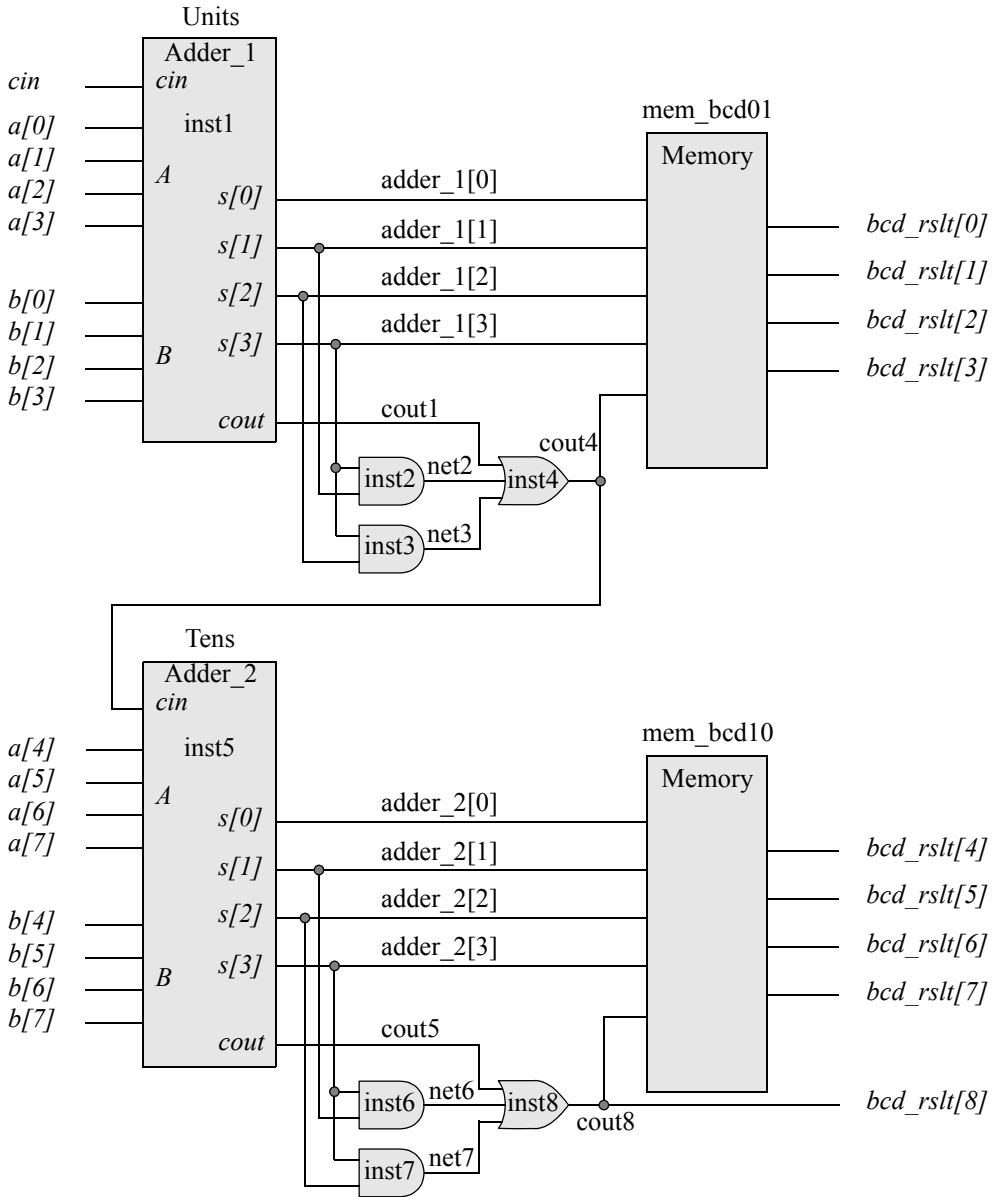 Units
Adder_1
cin
cin
a[0]
inst1
a[1]
A
a[2]
a[3]
s[0]
adder_1[0]
s[1]
adder_1[1]
s[2]
adder_1[2]
s[3]
adder_1[3]
b[0]
b[1]
B
b[2]
b[3]
cout
cout1
mem_bcd01
Memory
bcd_rslt[0]
bcd_rslt[1]
bcd_rslt[2]
bcd_rslt[3]
inst2
net2
inst4
cout4
inst3
net3
Tens
Adder_2
cin
a[4]
inst5
a[5]
A
a[6]
a[7]
s[0]
adder_2[0]
s[1]
adder_2[1]
s[2]
adder_2[2]
s[3]
adder_2[3]
b[4]
b[5]
B
b[6]
b[7]
cout
cout5
mem_bcd10
Memory
bcd_rslt[4]
bcd_rslt[5]
bcd_rslt[6]
bcd_rslt[7]
inst6
net6
inst8
cout8
bcd_rslt[8]
inst7
net7